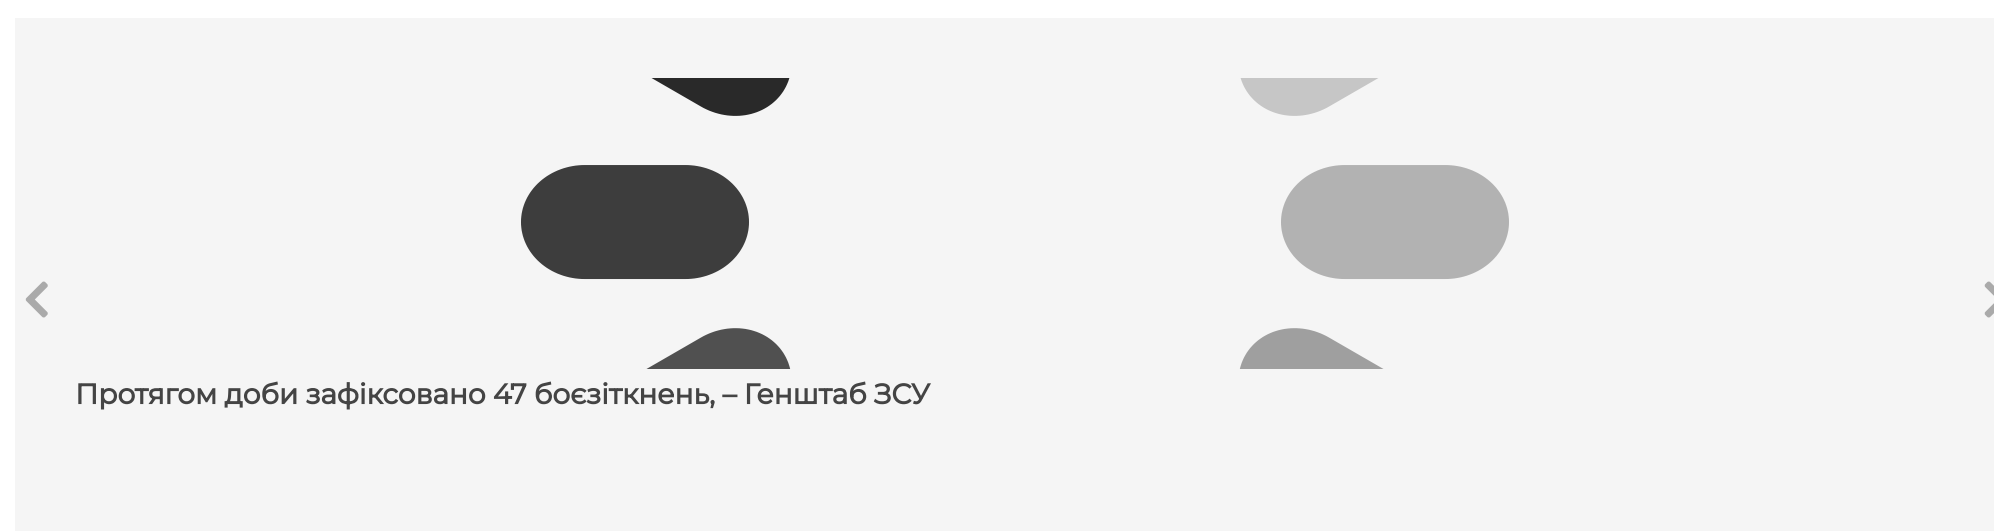 Протягом доби зафіксовано 47 боєзіткнень, – Генштаб ЗСУ